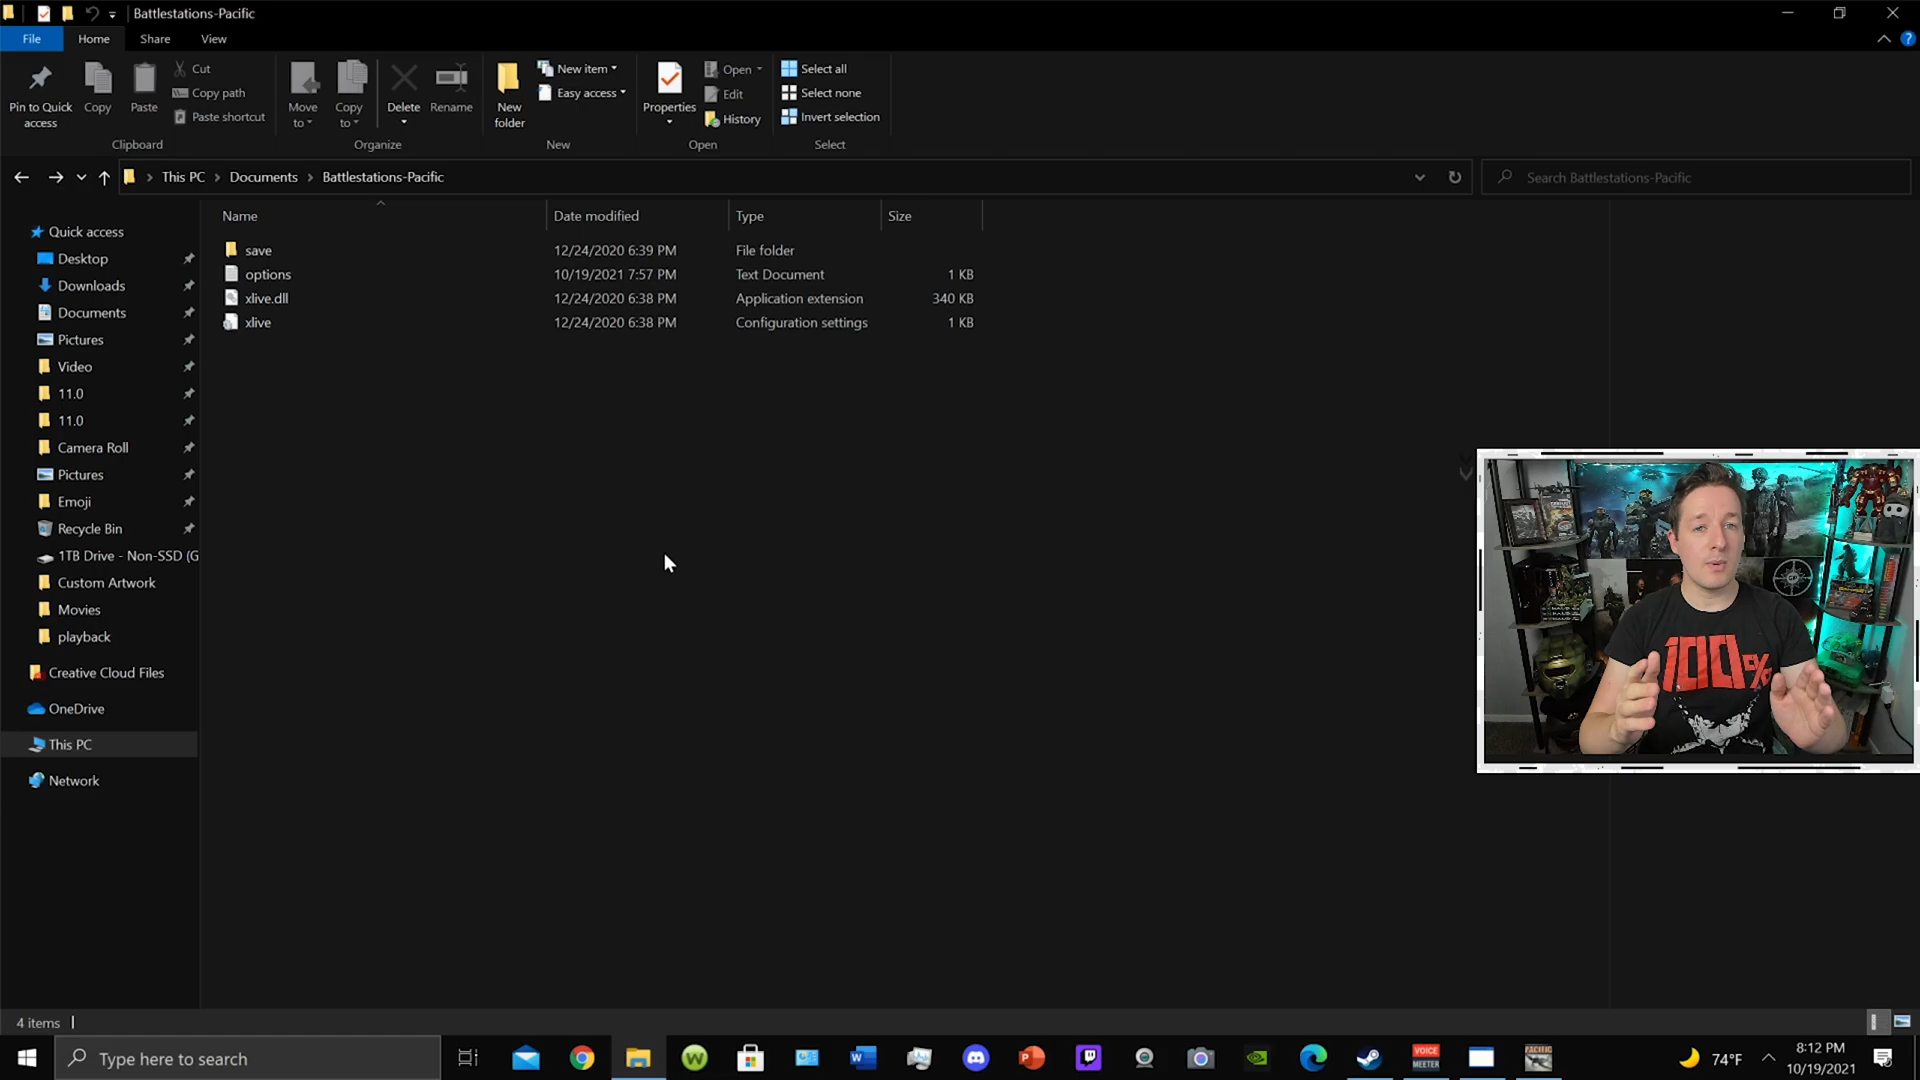 Battlestations-Pacific
File Home Share View
Pin to Quick access
Copy
Paste
Cut
Copy path
Paste shortcut
Clipboard
Move to
Copy to
Delete
Rename
Organize
New folder
New item
Easy access
New
Properties
Open
Edit
History
Open
Select all
Select none
Invert selection
Select
This PC > Documents > Battlestations-Pacific
Search Battlestations-Pacific
Name Date modified Type Size
save 12/24/2020 6:39 PM File folder
options 10/19/2021 7:57 PM Text Document 1 KB
xlive.dll 12/24/2020 6:38 PM Application extension 340 KB
xlive 12/24/2020 6:38 PM Configuration settings 1 KB
Quick access
Desktop
Downloads
Documents
Pictures
Video
11.0
11.0
Camera Roll
Pictures
Emoji
Recycle Bin
1TB Drive - Non-SSD (G
Custom Artwork
Movies
playback
Creative Cloud Files
OneDrive
This PC
Network
100%
4 items
Type here to search
VOICE MEETER
PACIFIC
74°F
8:12 PM
10/19/2021